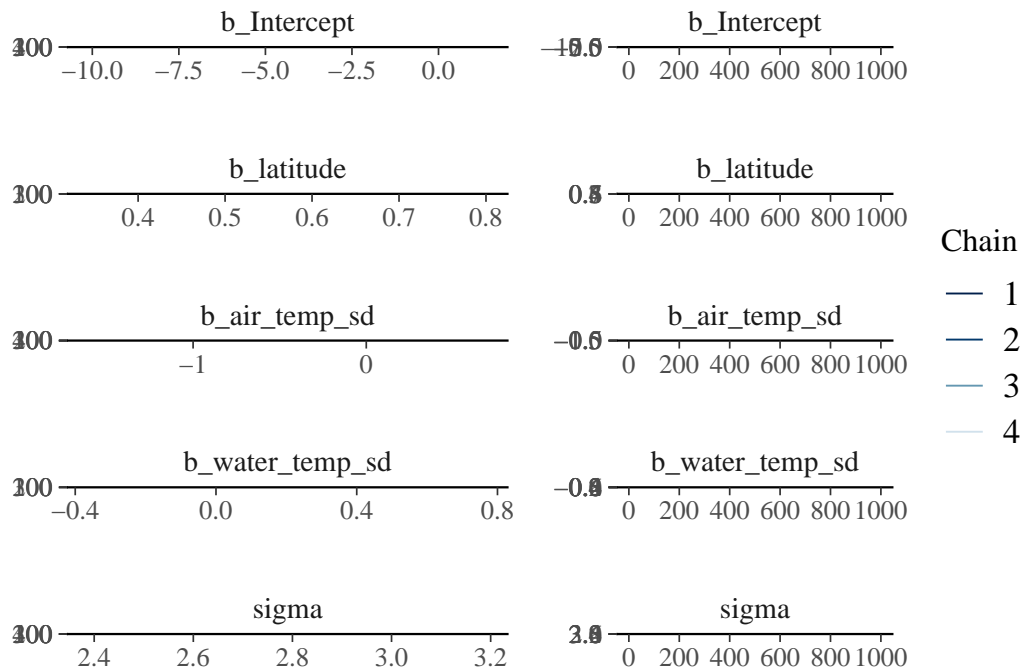 b_Intercept b_Intercept
−10.0 −7.5 −5.0 −2.5 0.0 0 200 400 600 800 1000
b_latitude b_latitude
0.4 0.5 0.6 0.7 0.8 0 200 400 600 800 1000
Chain
1
b_air_temp_sd b_air_temp_sd
2
−1 0 0 200 400 600 800 1000
3
4
b_water_temp_sd b_water_temp_sd
−0.4 0.0 0.4 0.8 0 200 400 600 800 1000
sigma sigma
2.4 2.6 2.8 3.0 3.2 0 200 400 600 800 1000